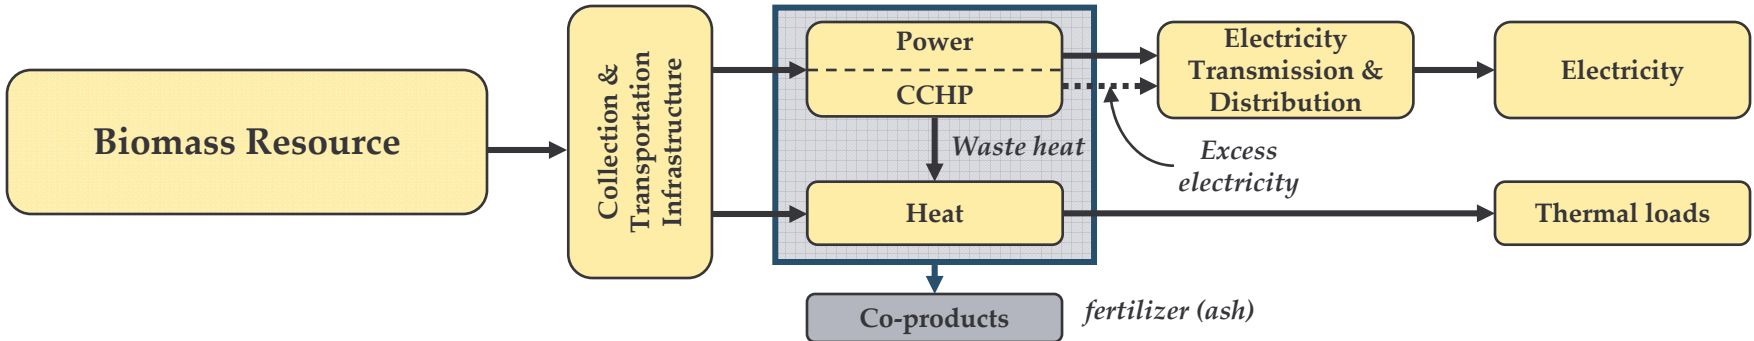 Biomass Resource
Collection &
Transportation
Infrastructure
Power
CCHP
Waste heat
Heat
Co-products
fertilizer (ash)
Excess
electricity
Electricity
Transmission &
Distribution
Electricity
Thermal loads